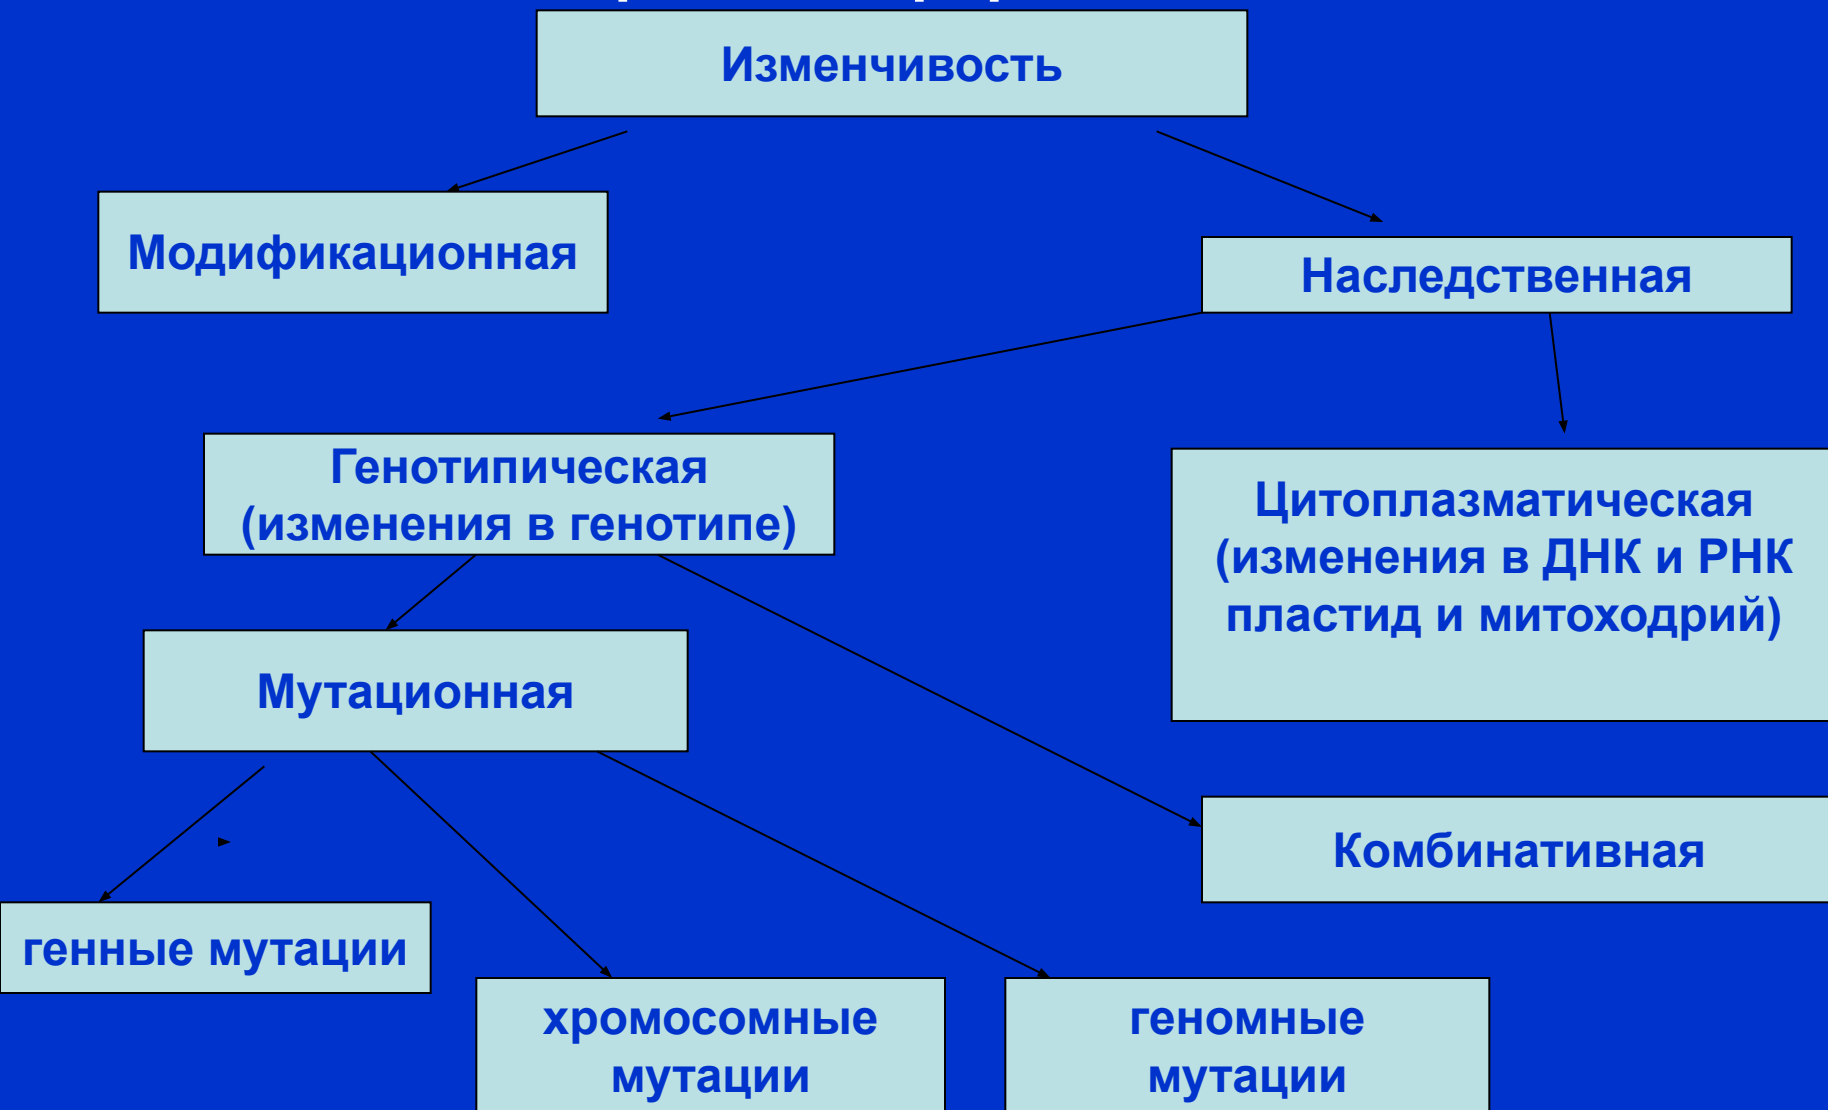 Изменчивость
Модификационная
Наследственная
Генотипическая
(изменения в генотипе)
Цитоплазматическая
(изменения в ДНК и РНК
пластид и митоходрий)
Мутационная
Комбинативная
генные мутации
хромосомные
мутации
геномные
мутации